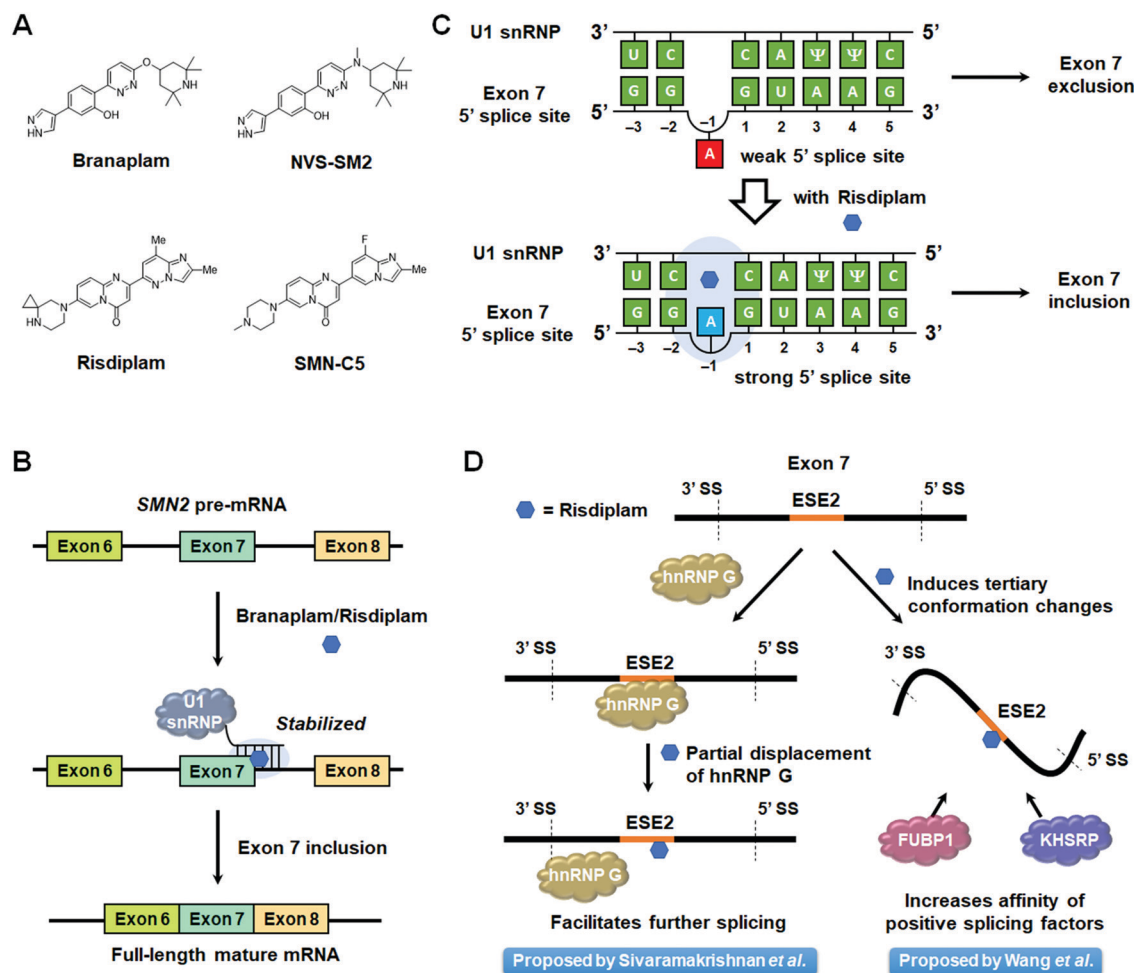 A
Branaplam
NVS-SM2
Risdiplam
SMN-C5
N
N
O
NH
OH
N
HN
N
N
N
NH
OH
N
HN
Me
N
N
N
Me
N
N
N
HN
O
F
N
N
Me
N
N
N
N
O
B
SMN2 pre-mRNA
Exon 6
Exon 7
Exon 8
Branaplam/Risdiplam
U1
snRNP
Stabilized
Exon 6
Exon 7
Exon 8
Exon 7 inclusion
Exon 6 Exon 7 Exon 8
Full-length mature mRNA
C
U1 snRNP
3’
5’
U C C A Ψ Ψ C
G G G U A A G
Exon 7
5’ splice site
5’
3’
–3 –2 –1 1 2 3 4 5
A
weak 5’ splice site
Exon 7
exclusion
with Risdiplam
U1 snRNP
3’
5’
U C C A Ψ Ψ C
G G A G U A A G
Exon 7
5’ splice site
5’
3’
–3 –2 –1 1 2 3 4 5
strong 5’ splice site
Exon 7
inclusion
D
Exon 7
3’ SS
ESE2
5’ SS
= Risdiplam
hnRNP G
Induces tertiary
conformation changes
3’ SS
ESE2
5’ SS
hnRNP G
Partial displacement
of hnRNP G
3’ SS
ESE2
5’ SS
hnRNP G
Facilitates further splicing
Proposed by Sivaramakrishnan et al.
3’ SS
ESE2
5’ SS
FUBP1
KHSRP
Increases affinity of
positive splicing factors
Proposed by Wang et al.